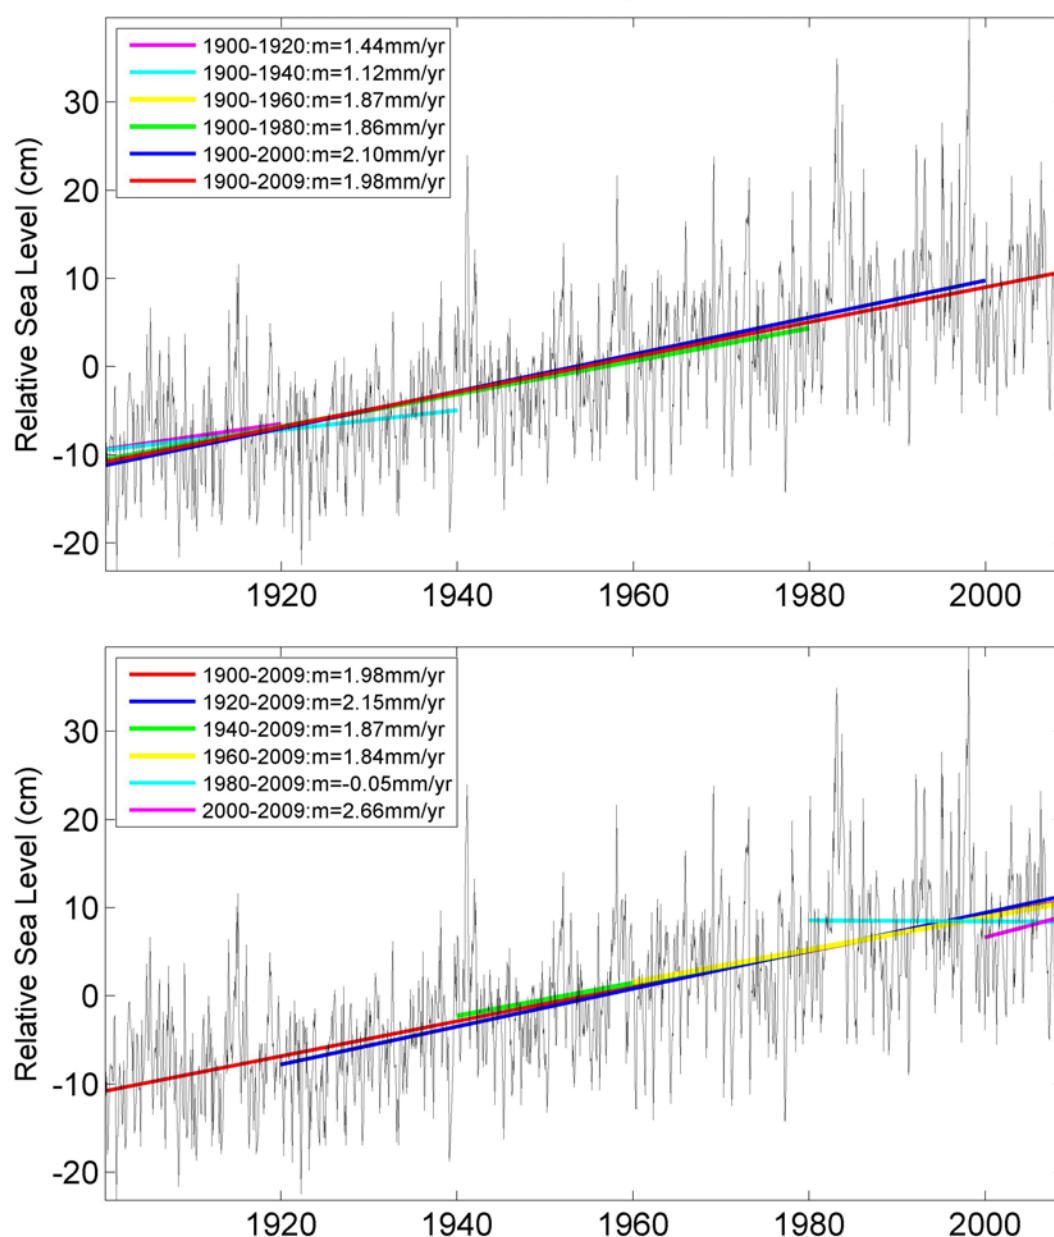 1900-1920:m=1.44mm/yr
1900-1940:m=1.12mm/yr
1900-1960:m=1.87mm/yr
1900-1980:m=1.86mm/yr
1900-2000:m=2.10mm/yr
1900-2009:m=1.98mm/yr
Relative Sea Level (cm)
30
20
10
0
-10
-20
1920 1940 1960 1980 2000
1900-2009:m=1.98mm/yr
1920-2009:m=2.15mm/yr
1940-2009:m=1.87mm/yr
1960-2009:m=1.84mm/yr
1980-2009:m=-0.05mm/yr
2000-2009:m=2.66mm/yr
Relative Sea Level (cm)
30
20
10
0
-10
-20
1920 1940 1960 1980 2000